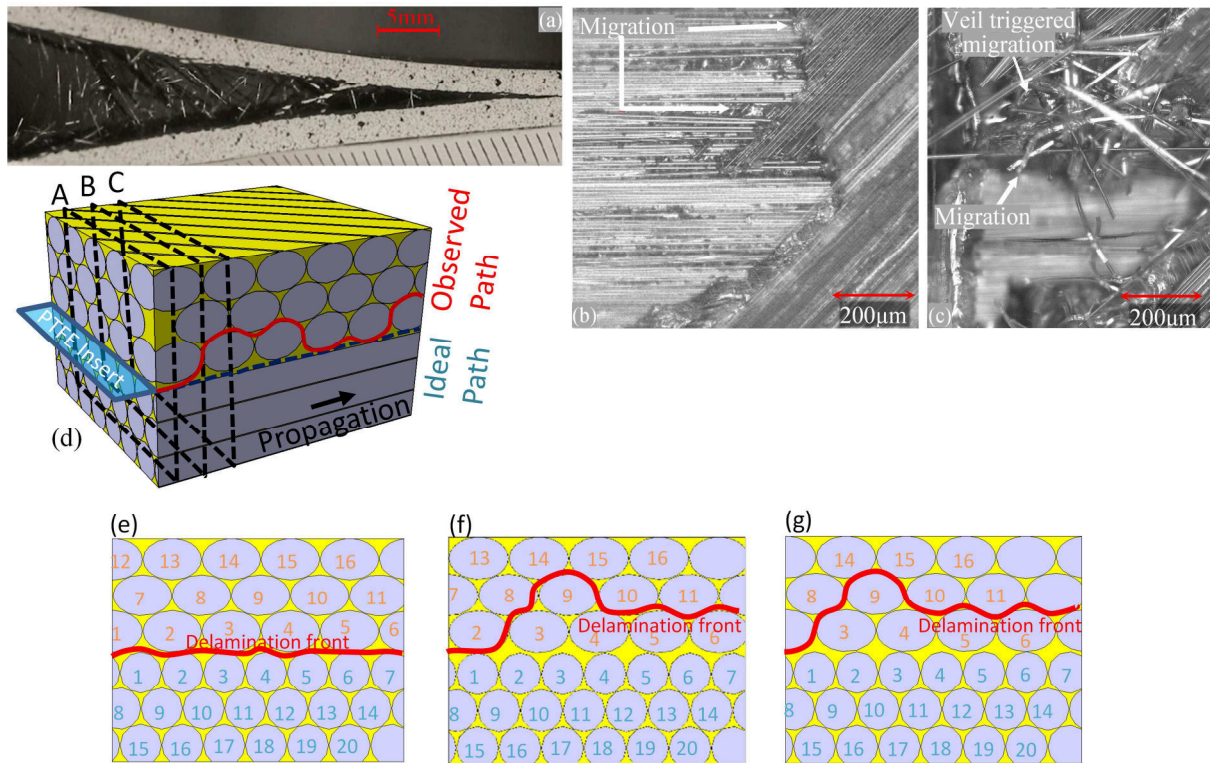 5mm
(a)
Migration
(b)
200μm
Veil triggered
migration
Migration
(c)
200μm
A
B
C
PTFE Insert
Observed
Path
Ideal
Path
Propagation
(d)
(e)
12 13 14 15 16
7 8 9 10 11
1 2 3 4 5 6
Delamination front
1 2 3 4 5 6 7
8 9 10 11 12 13 14
15 16 17 18 19 20
(f)
13 14 15 16
7 8 9 10 11
Delamination front
2 3 4 5 6
1 2 3 4 5 6 7
8 9 10 11 12 13 14
15 16 17 18 19 20
(g)
14 15 16
8 9 10 11
Delamination front
3 4 5 6
1 2 3 4 5 6 7
8 9 10 11 12 13 14
15 16 17 18 19 20